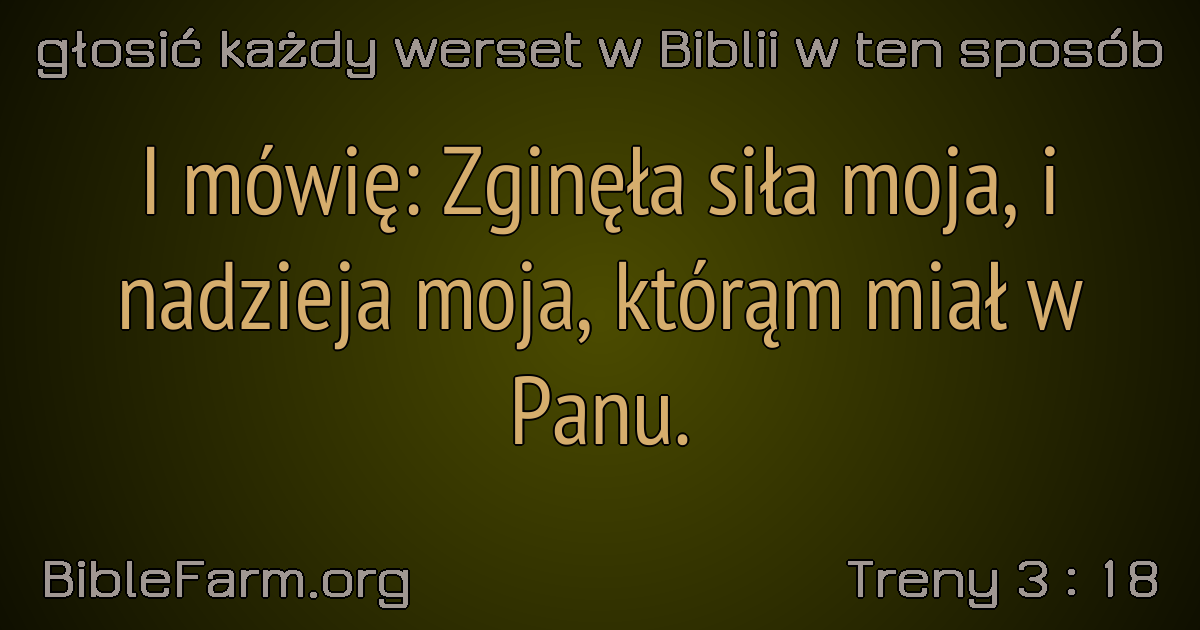 głosić każdy werset w Biblii w ten sposób
I mówię: Zginęła siła moja, i
nadzieja moja, którąm miał w
Panu.
BibleFarm.org
Treny 3 : 18